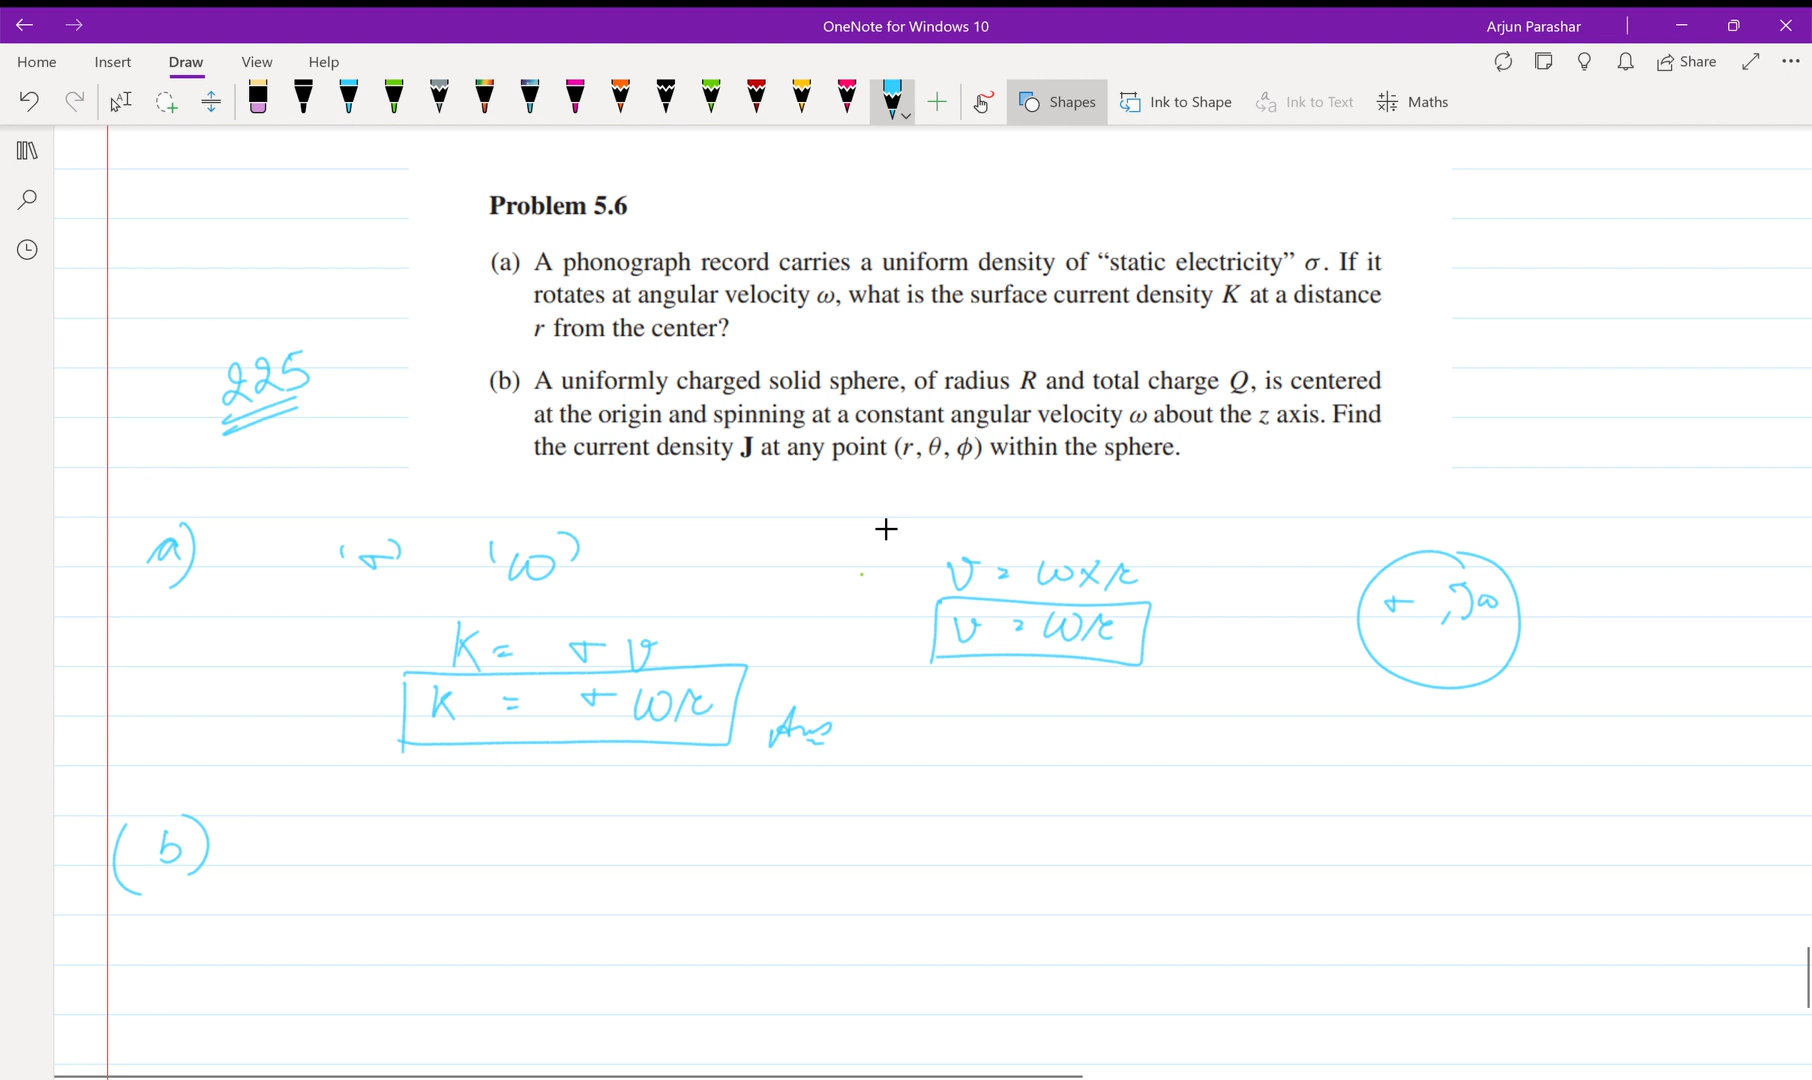 OneNote for Windows 10
Arjun Parashar
Home Insert Draw View Help
Share
Shapes Ink to Shape Ink to Text Maths
Problem 5.6
(a) A phonograph record carries a uniform density of “static electricity” σ. If it
rotates at angular velocity ω, what is the surface current density K at a distance
r from the center?
(b) A uniformly charged solid sphere, of radius R and total charge Q, is centered
at the origin and spinning at a constant angular velocity ω about the z axis. Find
the current density J at any point (r, θ, ϕ) within the sphere.
225
a) 'σ' 'ω'
v = ω×r
v = ωr
σ, ω
K = σ v
K = σ ωr Ans
(b)